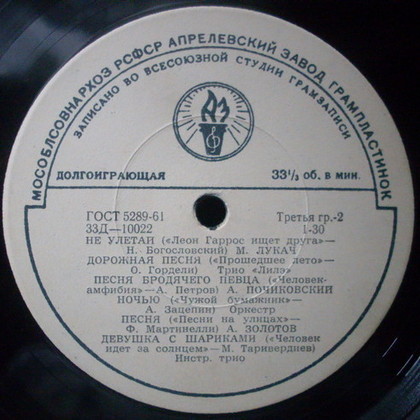 МОСОБЛСОВНАРХОЗ РСФСР АПРЕЛЕВСКИЙ ЗАВОД ГРАМПЛАСТИНОК
ЗАПИСАНО ВО ВСЕСОЮЗНОЙ СТУДИИ ГРАМЗАПИСИ
АЗ
ДОЛГОИГРАЮЩАЯ 33⅓ об. в мин.
ГОСТ 5289-61 Третья гр.-2
33Д—10022 1-30
НЕ УЛЕТАЙ («Леон Гаррос ищет друга»—
Н. Богословский) М. ЛУКАЧ
ДОРОЖНАЯ ПЕСНЯ («Прошедшее лето»—
О. Гордели) Трио «Лилэ»
ПЕСНЯ БРОДЯЧЕГО ПЕВЦА («Человек-
амфибия»—А. Петров) А. ПОЧИКОВСКИЙ
НОЧЬЮ («Чужой бумажник»—
А. Зацепин) Оркестр
ПЕСНЯ («Песни на улицах»—
Ф. Мартинелли) А. ЗОЛОТОВ
ДЕВУШКА С ШАРИКАМИ («Человек
идет за солнцем»—М. Таривердиев)
Инстр. трио